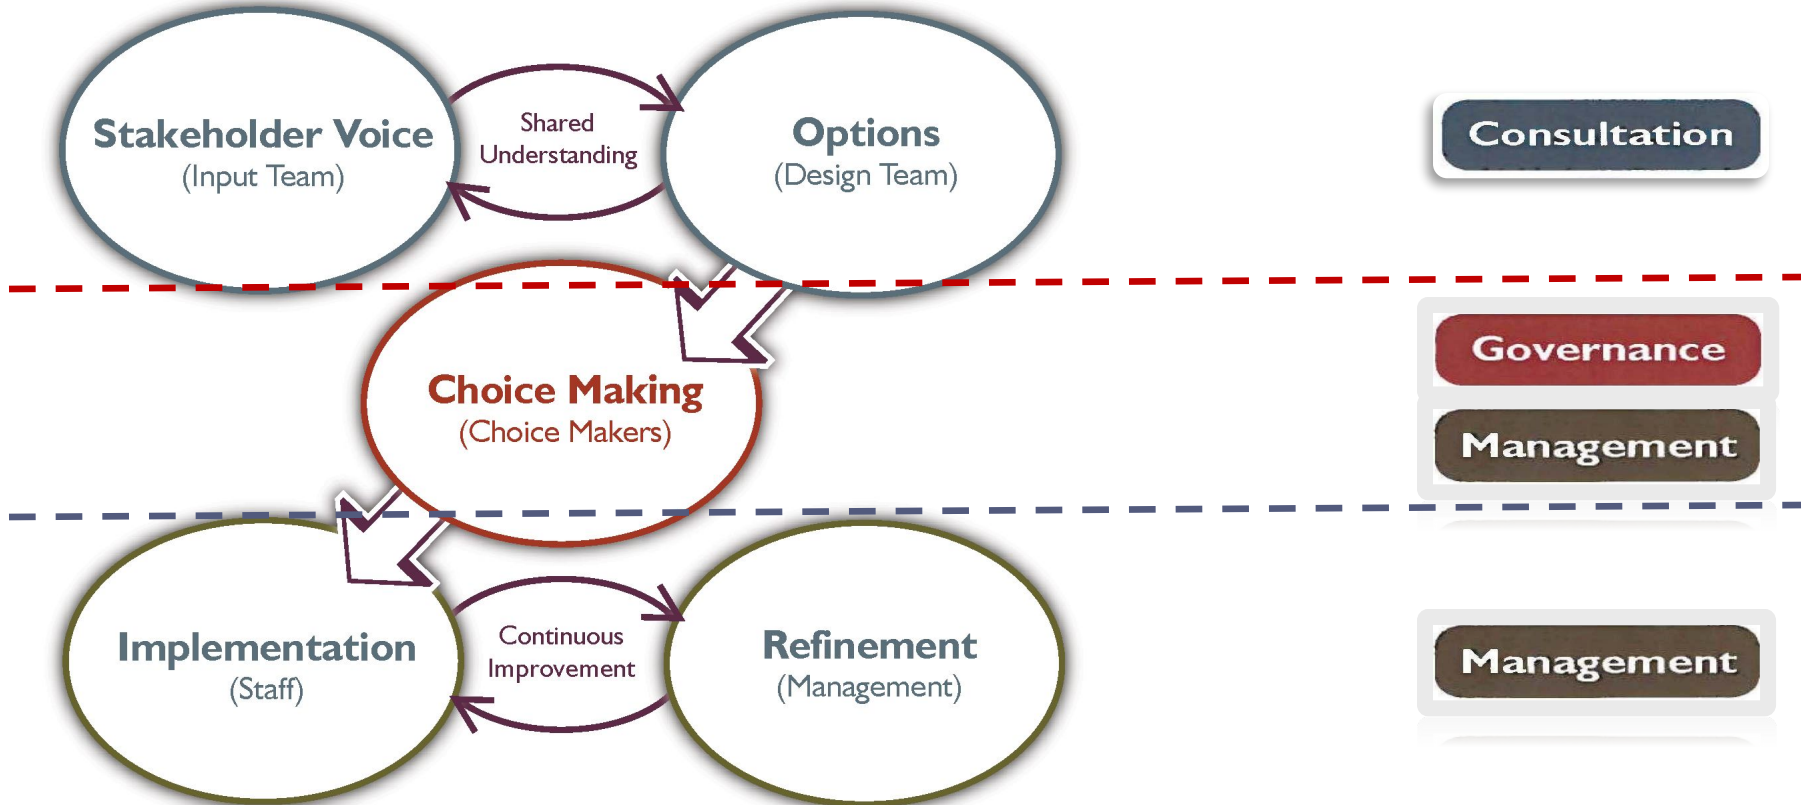 Stakeholder Voice
(Input Team)
Shared
Understanding
Options
(Design Team)
Consultation
Choice Making
(Choice Makers)
Governance
Management
Implementation
(Staff)
Continuous
Improvement
Refinement
(Management)
Management